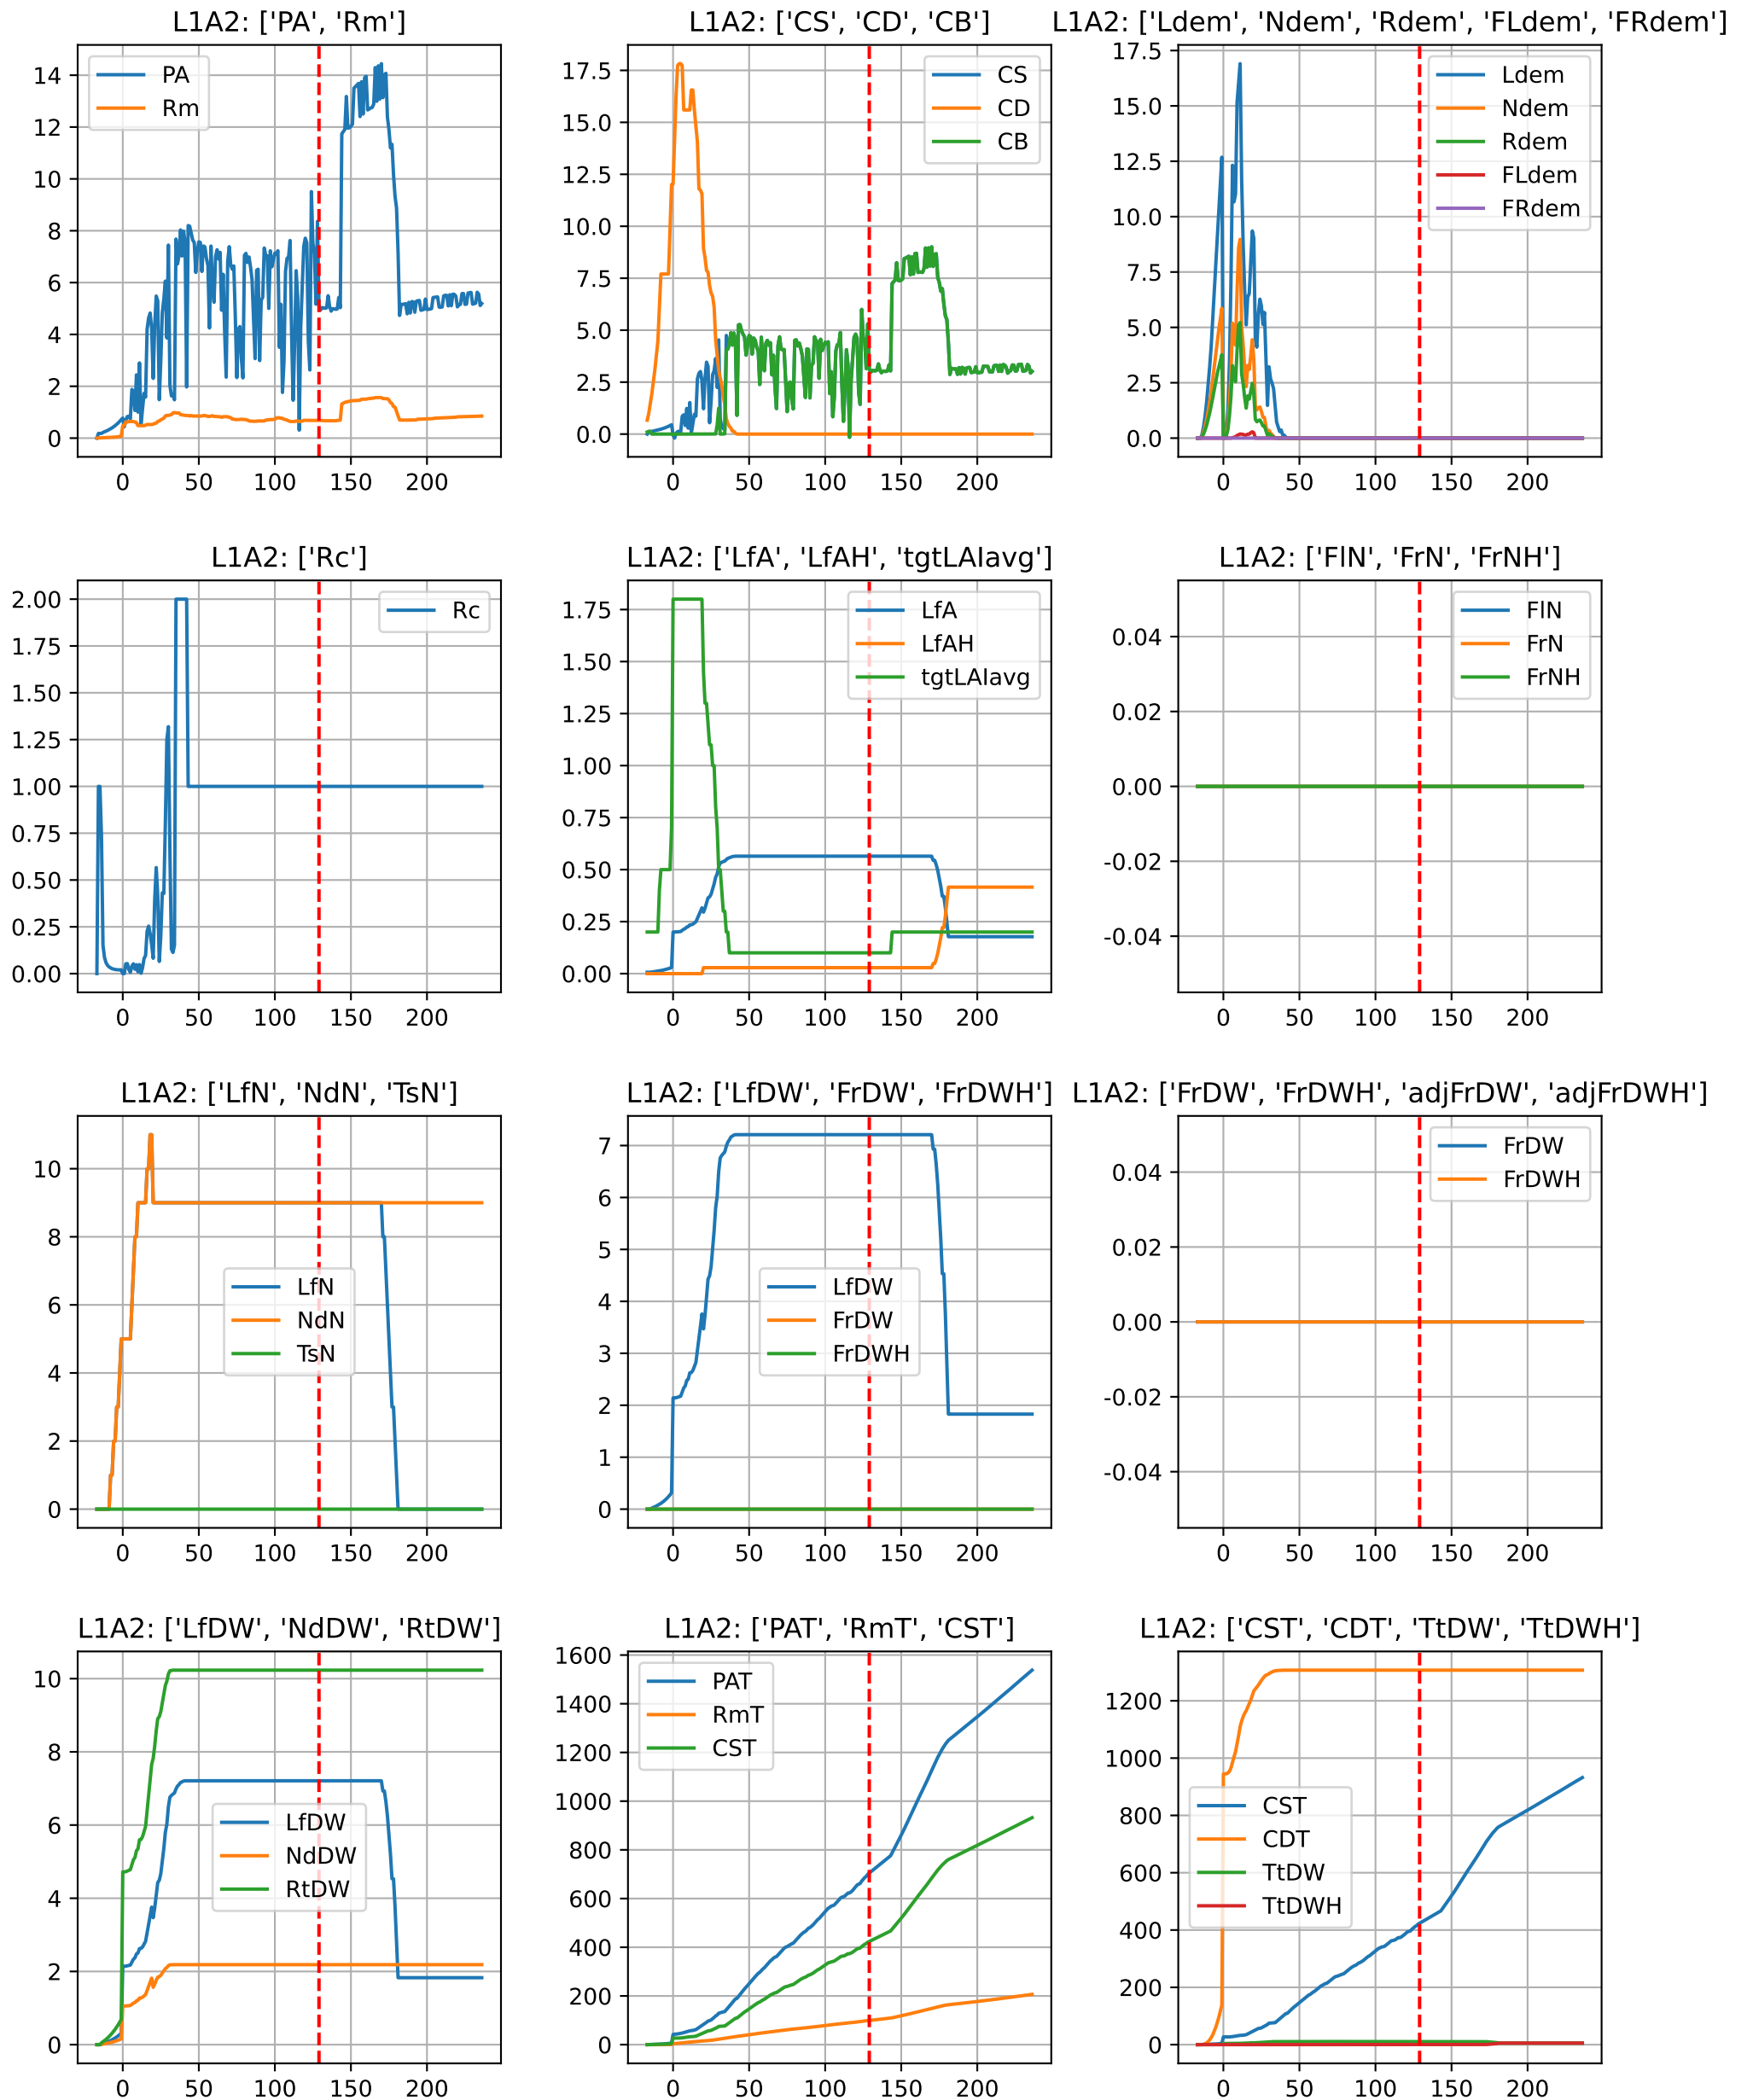 L1A2: ['PA', 'Rm']
14
12
10
8
6
4
2
0
0 50 100 150 200
PA
Rm
L1A2: ['CS', 'CD', 'CB']
17.5
15.0
12.5
10.0
7.5
5.0
2.5
0.0
0 50 100 150 200
CS
CD
CB
L1A2: ['Ldem', 'Ndem', 'Rdem', 'FLdem', 'FRdem']
17.5
15.0
12.5
10.0
7.5
5.0
2.5
0.0
0 50 100 150 200
Ldem
Ndem
Rdem
FLdem
FRdem
L1A2: ['Rc']
2.00
1.75
1.50
1.25
1.00
0.75
0.50
0.25
0.00
0 50 100 150 200
Rc
L1A2: ['LfA', 'LfAH', 'tgtLAIavg']
1.75
1.50
1.25
1.00
0.75
0.50
0.25
0.00
0 50 100 150 200
LfA
LfAH
tgtLAIavg
L1A2: ['FlN', 'FrN', 'FrNH']
0.04
0.02
0.00
-0.02
-0.04
0 50 100 150 200
FlN
FrN
FrNH
L1A2: ['LfN', 'NdN', 'TsN']
10
8
6
4
2
0
0 50 100 150 200
LfN
NdN
TsN
L1A2: ['LfDW', 'FrDW', 'FrDWH']
7
6
5
4
3
2
1
0
0 50 100 150 200
LfDW
FrDW
FrDWH
L1A2: ['FrDW', 'FrDWH', 'adjFrDW', 'adjFrDWH']
0.04
0.02
0.00
-0.02
-0.04
0 50 100 150 200
FrDW
FrDWH
L1A2: ['LfDW', 'NdDW', 'RtDW']
10
8
6
4
2
0
0 50 100 150 200
LfDW
NdDW
RtDW
L1A2: ['PAT', 'RmT', 'CST']
1600
1400
1200
1000
800
600
400
200
0
0 50 100 150 200
PAT
RmT
CST
L1A2: ['CST', 'CDT', 'TtDW', 'TtDWH']
1200
1000
800
600
400
200
0
0 50 100 150 200
CST
CDT
TtDW
TtDWH